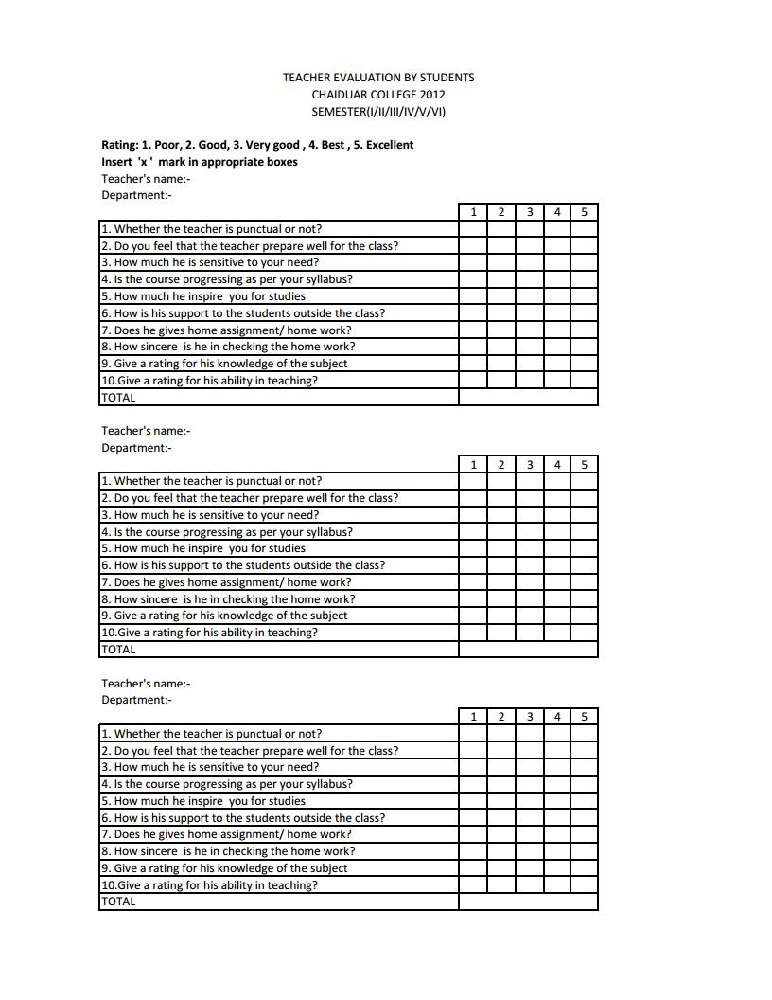 TEACHER EVALUATION BY STUDENTS
CHAIDUAR COLLEGE 2012
SEMESTER(I/II/III/IV/V/VI)
Rating: 1. Poor, 2. Good, 3. Very good , 4. Best , 5. Excellent
Insert 'x ' mark in appropriate boxes
Teacher's name:-
Department:-
1 2 3 4 5
1. Whether the teacher is punctual or not?
2. Do you feel that the teacher prepare well for the class?
3. How much he is sensitive to your need?
4. Is the course progressing as per your syllabus?
5. How much he inspire you for studies
6. How is his support to the students outside the class?
7. Does he gives home assignment/ home work?
8. How sincere is he in checking the home work?
9. Give a rating for his knowledge of the subject
10.Give a rating for his ability in teaching?
TOTAL
Teacher's name:-
Department:-
1 2 3 4 5
1. Whether the teacher is punctual or not?
2. Do you feel that the teacher prepare well for the class?
3. How much he is sensitive to your need?
4. Is the course progressing as per your syllabus?
5. How much he inspire you for studies
6. How is his support to the students outside the class?
7. Does he gives home assignment/ home work?
8. How sincere is he in checking the home work?
9. Give a rating for his knowledge of the subject
10.Give a rating for his ability in teaching?
TOTAL
Teacher's name:-
Department:-
1 2 3 4 5
1. Whether the teacher is punctual or not?
2. Do you feel that the teacher prepare well for the class?
3. How much he is sensitive to your need?
4. Is the course progressing as per your syllabus?
5. How much he inspire you for studies
6. How is his support to the students outside the class?
7. Does he gives home assignment/ home work?
8. How sincere is he in checking the home work?
9. Give a rating for his knowledge of the subject
10.Give a rating for his ability in teaching?
TOTAL